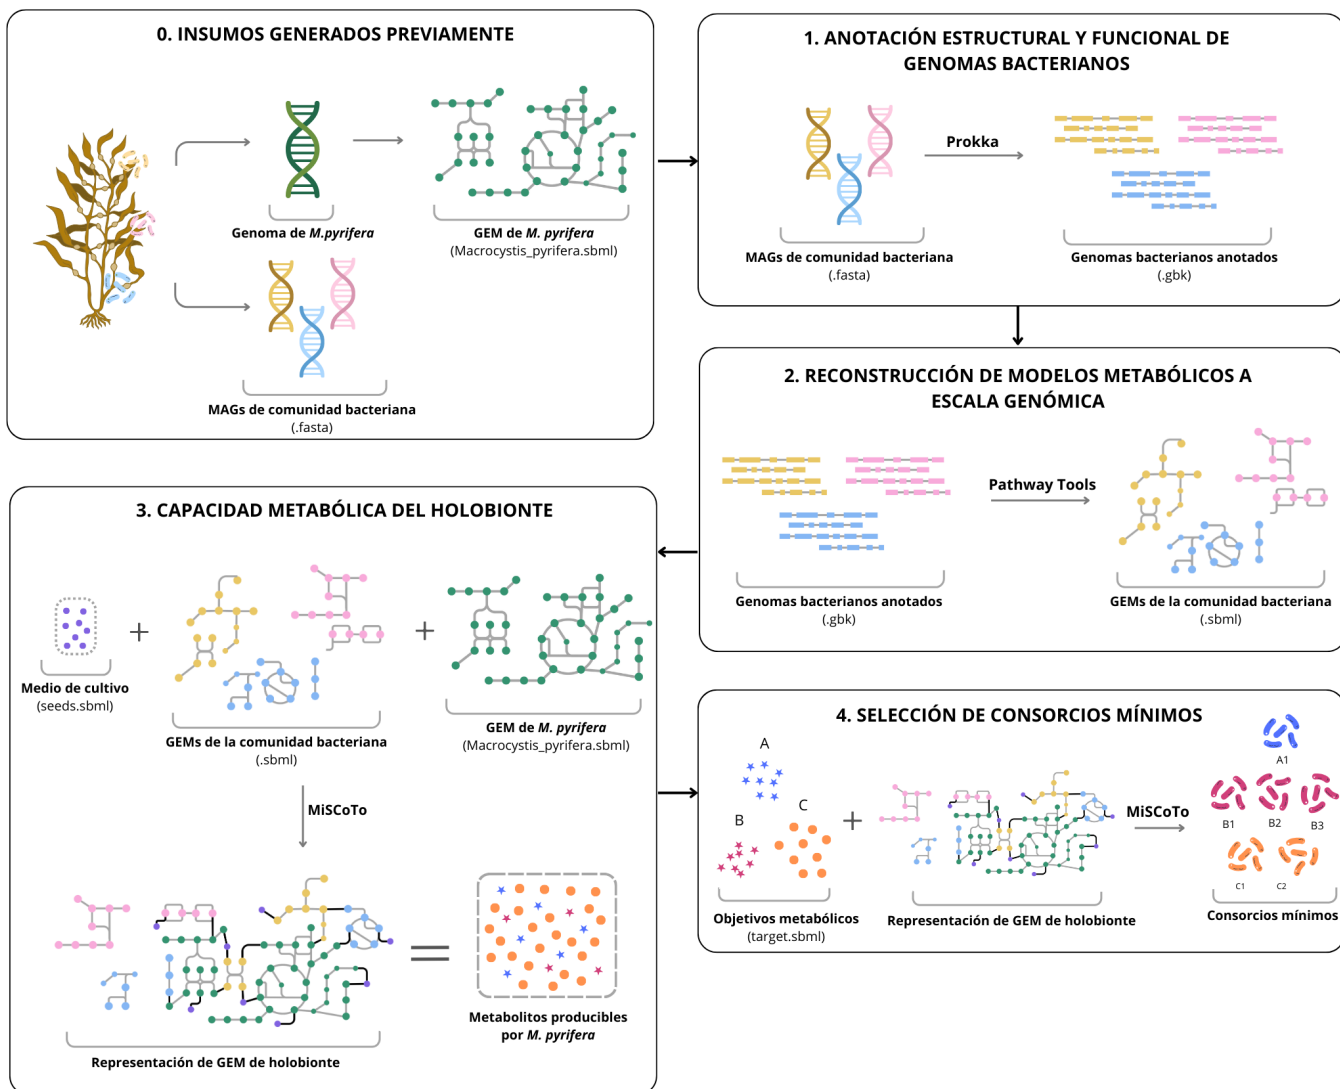 0. INSUMOS GENERADOS PREVIAMENTE
Genoma de M.pyrifera
GEM de M. pyrifera
(Macrocystis_pyrifera.sbml)
MAGs de comunidad bacteriana
(.fasta)
1. ANOTACIÓN ESTRUCTURAL Y FUNCIONAL DE
GENOMAS BACTERIANOS
Prokka
MAGs de comunidad bacteriana
(.fasta)
Genomas bacterianos anotados
(.gbk)
2. RECONSTRUCCIÓN DE MODELOS METABÓLICOS A
ESCALA GENÓMICA
Pathway Tools
Genomas bacterianos anotados
(.gbk)
GEMs de la comunidad bacteriana
(.sbml)
3. CAPACIDAD METABÓLICA DEL HOLOBIONTE
Medio de cultivo
(seeds.sbml)
GEMs de la comunidad bacteriana
(.sbml)
GEM de M. pyrifera
(Macrocystis_pyrifera.sbml)
MiSCoTo
Representación de GEM de holobionte
Metabolitos producibles
por M. pyrifera
4. SELECCIÓN DE CONSORCIOS MÍNIMOS
A
B
C
MiSCoTo
A1
B1
B2
B3
C1
C2
Objetivos metabólicos
(target.sbml)
Representación de GEM de holobionte
Consorcios mínimos